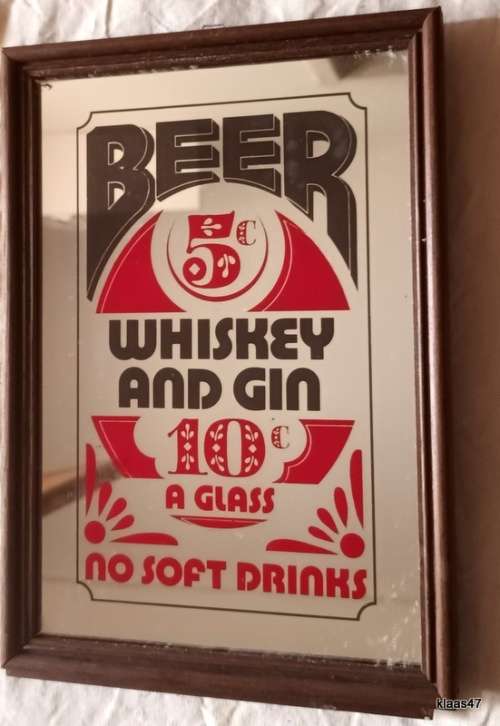 BEER
5¢
WHISKEY
AND GIN
10¢
A GLASS
NO SOFT DRINKS
klaas47